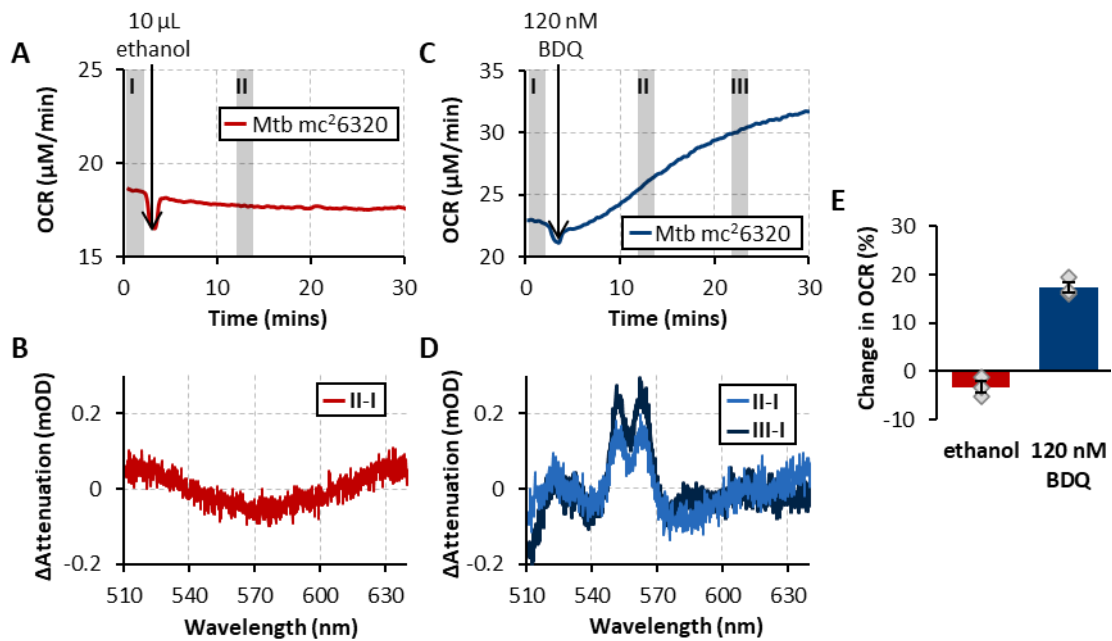 10 µL
ethanol
A
25
20
15
OCR (µM/min)
I
II
Mtb mc²6320
0
10
20
30
Time (mins)
120 nM
BDQ
C
35
30
25
20
OCR (µM/min)
I
II
III
Mtb mc²6320
0
10
20
30
Time (mins)
B
0.2
0
-0.2
ΔAttenuation (mOD)
II-I
510
540
570
600
630
Wavelength (nm)
D
0.2
0
-0.2
ΔAttenuation (mOD)
II-I
III-I
510
540
570
600
630
Wavelength (nm)
E
30
20
10
0
-10
Change in OCR (%)
ethanol
120 nM
BDQ